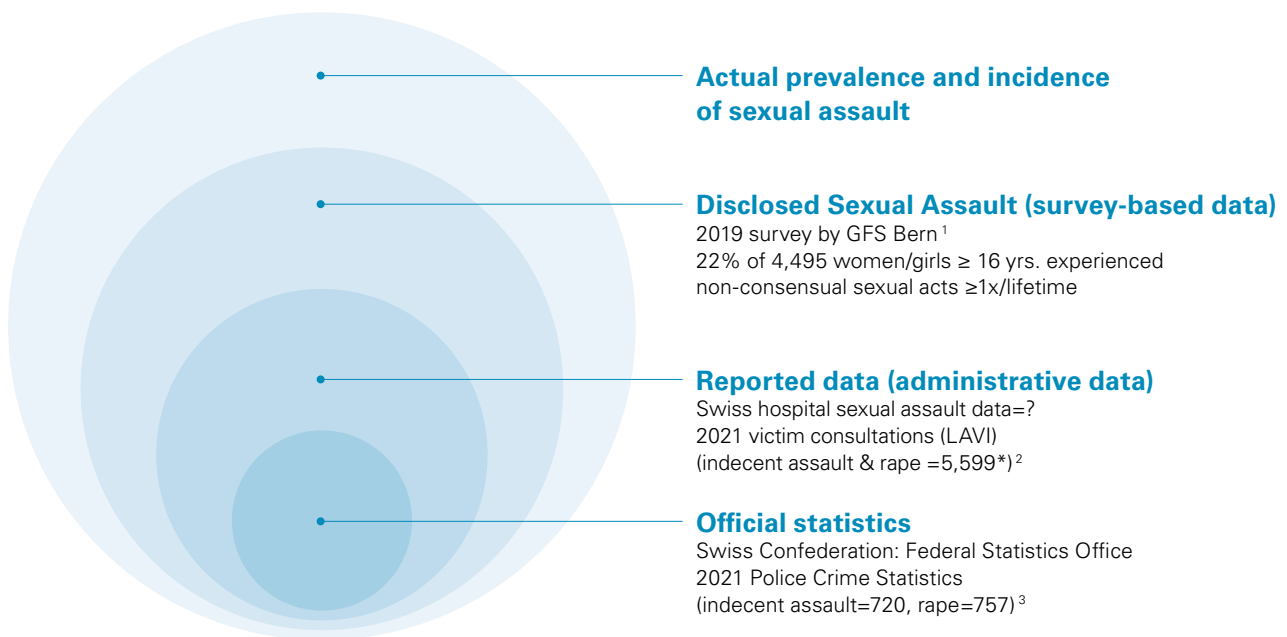 Actual prevalence and incidence
of sexual assault
Disclosed Sexual Assault (survey-based data)
2019 survey by GFS Bern ¹
22% of 4,495 women/girls ≥ 16 yrs. experienced
non-consensual sexual acts ≥1x/lifetime
Reported data (administrative data)
Swiss hospital sexual assault data=?
2021 victim consultations (LAVI)
(indecent assault & rape =5,599*) ²
Official statistics
Swiss Confederation: Federal Statistics Office
2021 Police Crime Statistics
(indecent assault=720, rape=757) ³